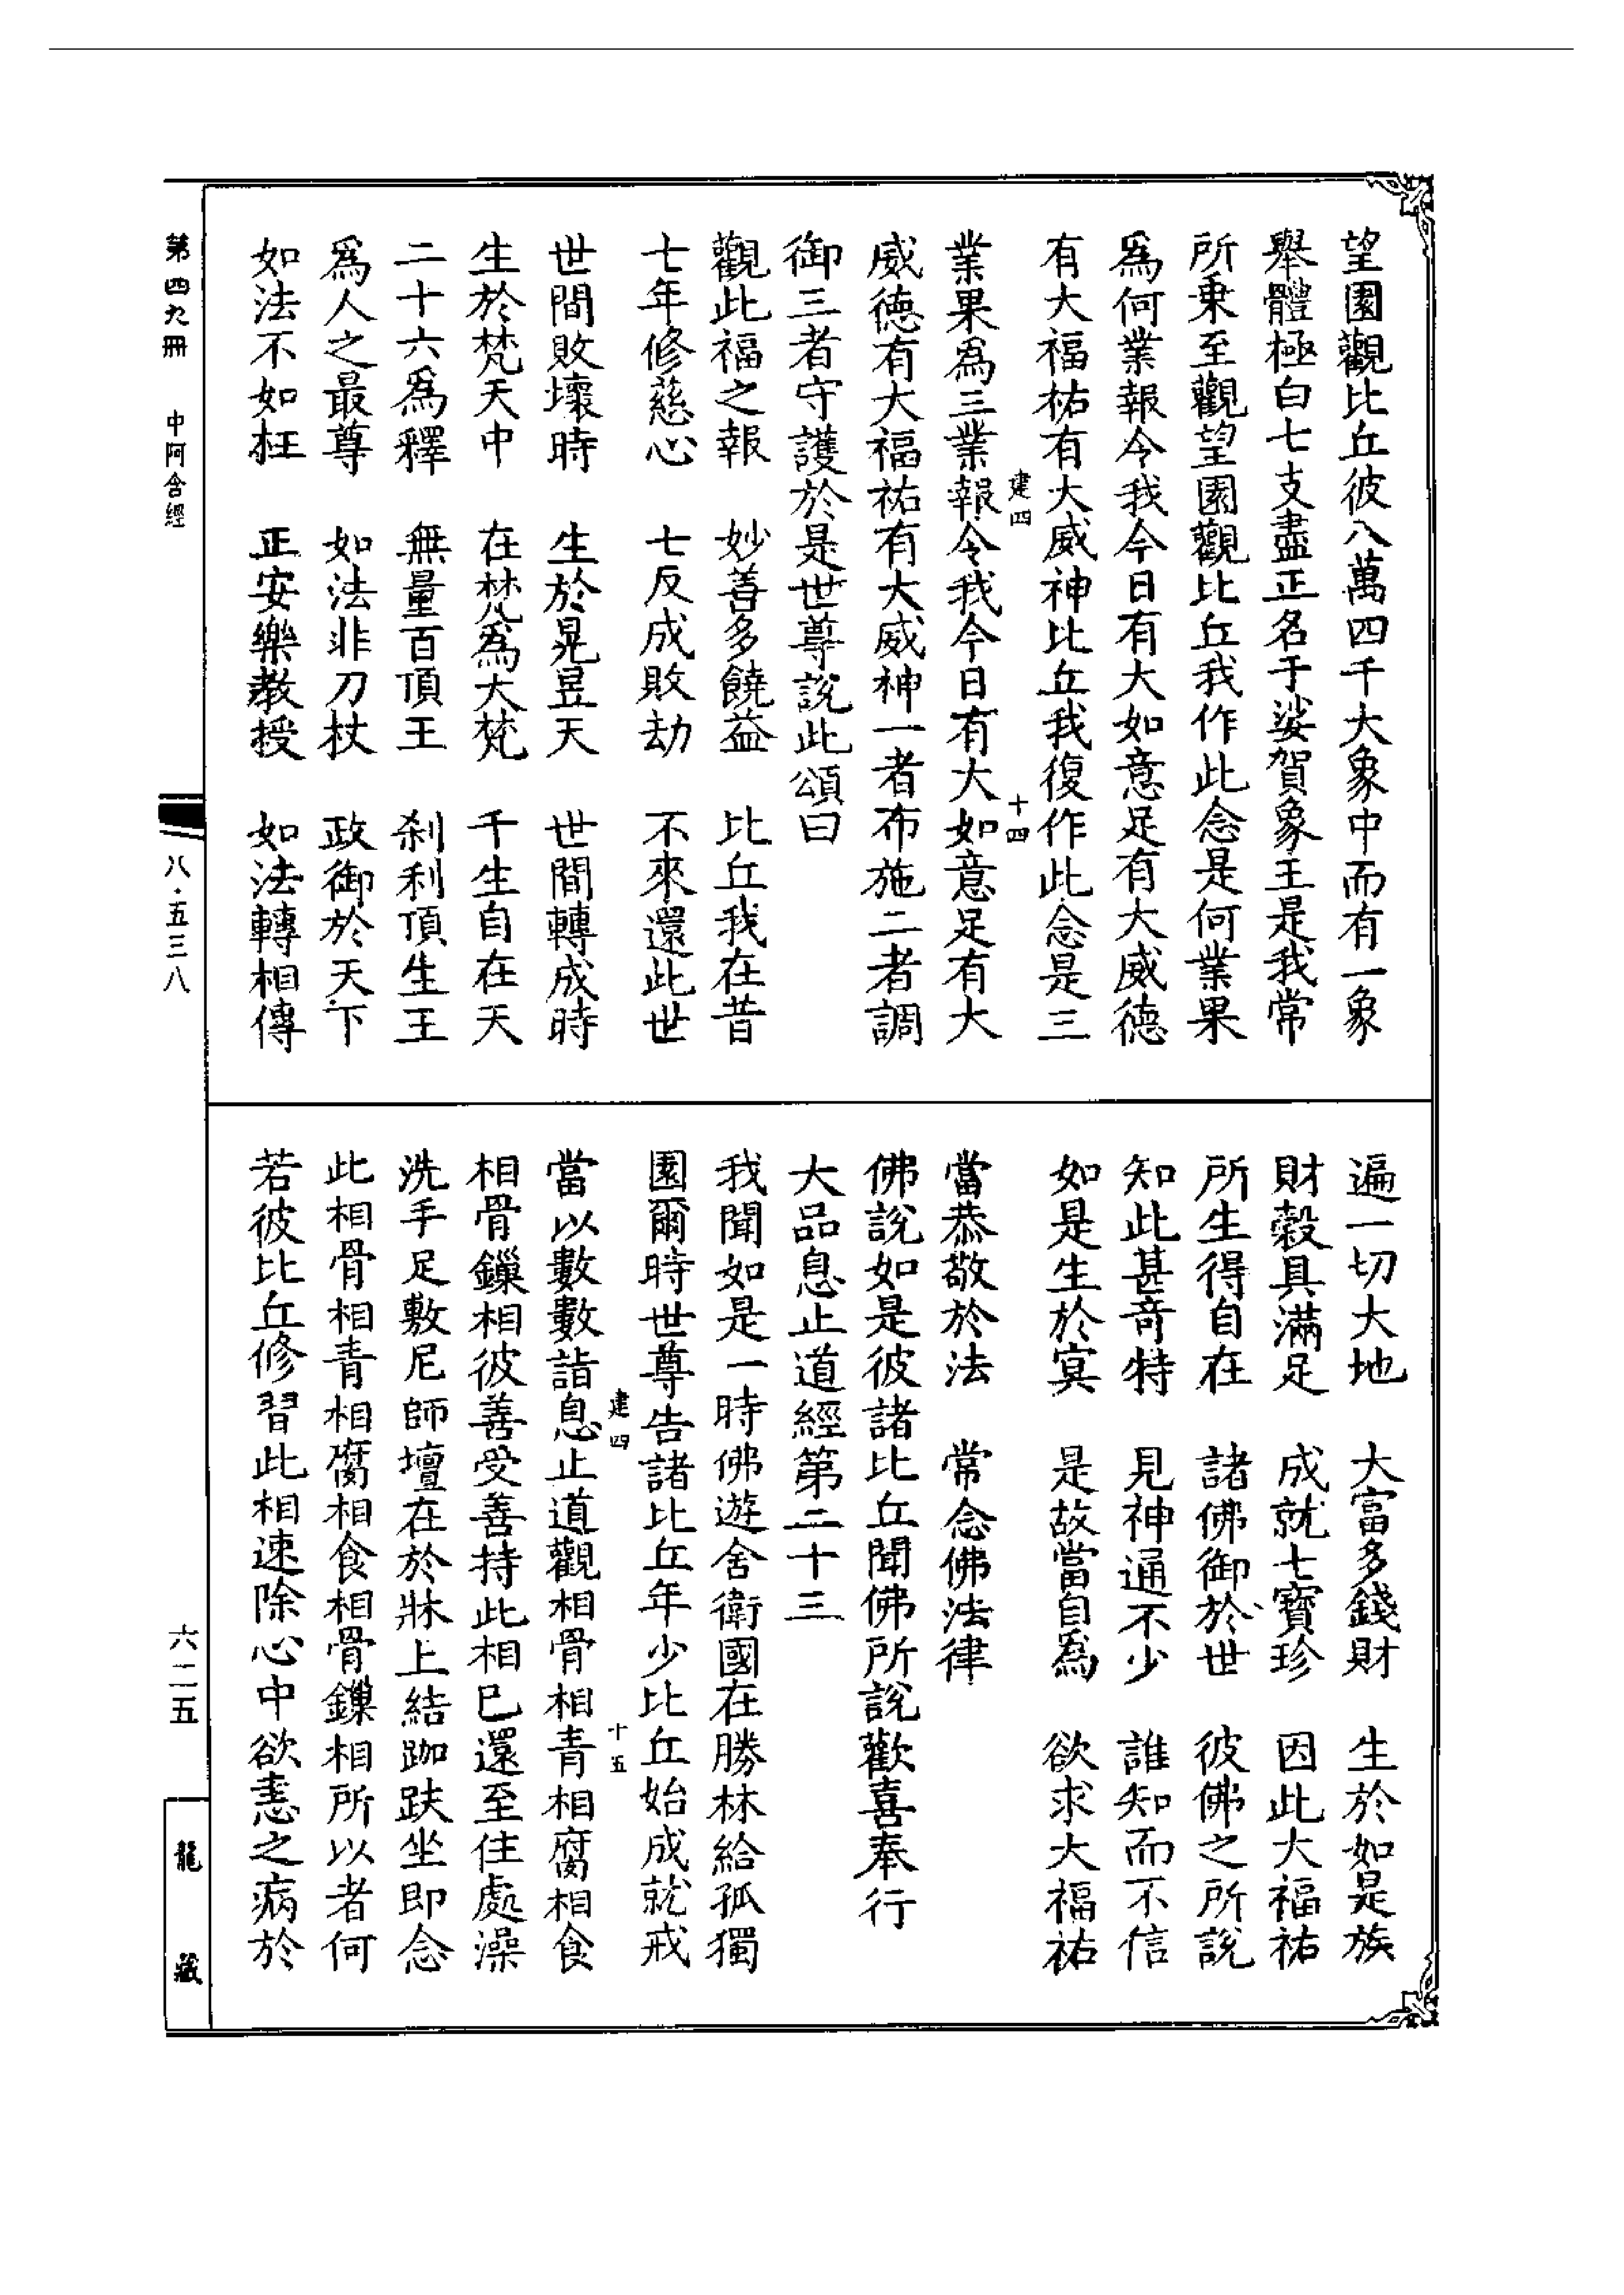 望園觀比丘彼八萬四千大象中而有一象
舉體極白七支盡正名于娑賀象王是我常
所乗至觀望園觀比丘我作此念是何業果
爲何業報令我今日有大如意足有大威德
有大福祐有大威神比丘我復作此念是三
建四 十四
業果爲三業報令我今日有大如意足有大
威德有大福祐有大威神一者布施二者調
御三者守護於是世尊說此頌曰
觀此福之報 妙善多饒益 比丘我在昔
七年修慈心 七反成敗劫 不來還此世
世間敗壞時 生於晃昱天 世間轉成時
生於梵天中 在梵爲大梵 千生自在天
二十六爲釋 無量百頂王 刹利頂生王
爲人之最尊 如法非刀杖 政御於天下
如法不如枉 正安樂教授 如法轉相傳
遍一切大地 大富多錢財 生於如是族
財穀具滿足 成就七寶珍 因此大福祐
所生得自在 諸佛御於世 彼佛之所說
知此甚奇特 見神通不少 誰知而不信
如是生於冥 是故當自爲 欲求大福祐
當恭敬於法 常念佛法律
佛說如是彼諸比丘聞佛所說歡喜奉行
大品息止道經第二十三
我聞如是一時佛遊舍衛國在勝林給孤獨
園爾時世尊告諸比丘年少比丘始成就戒
建四 十五
當以數數詣息止道觀相骨相青相腐相食
相骨鏁相彼善受善持此相已還至住處澡
洗手足敷尼師壇在於牀上結跏趺坐即念
此相骨相青相腐相食相骨鏁相所以者何
若彼比丘修習此相速除心中欲恚之病於
第四九冊 中阿含經
八·五三八
六二五
龍藏